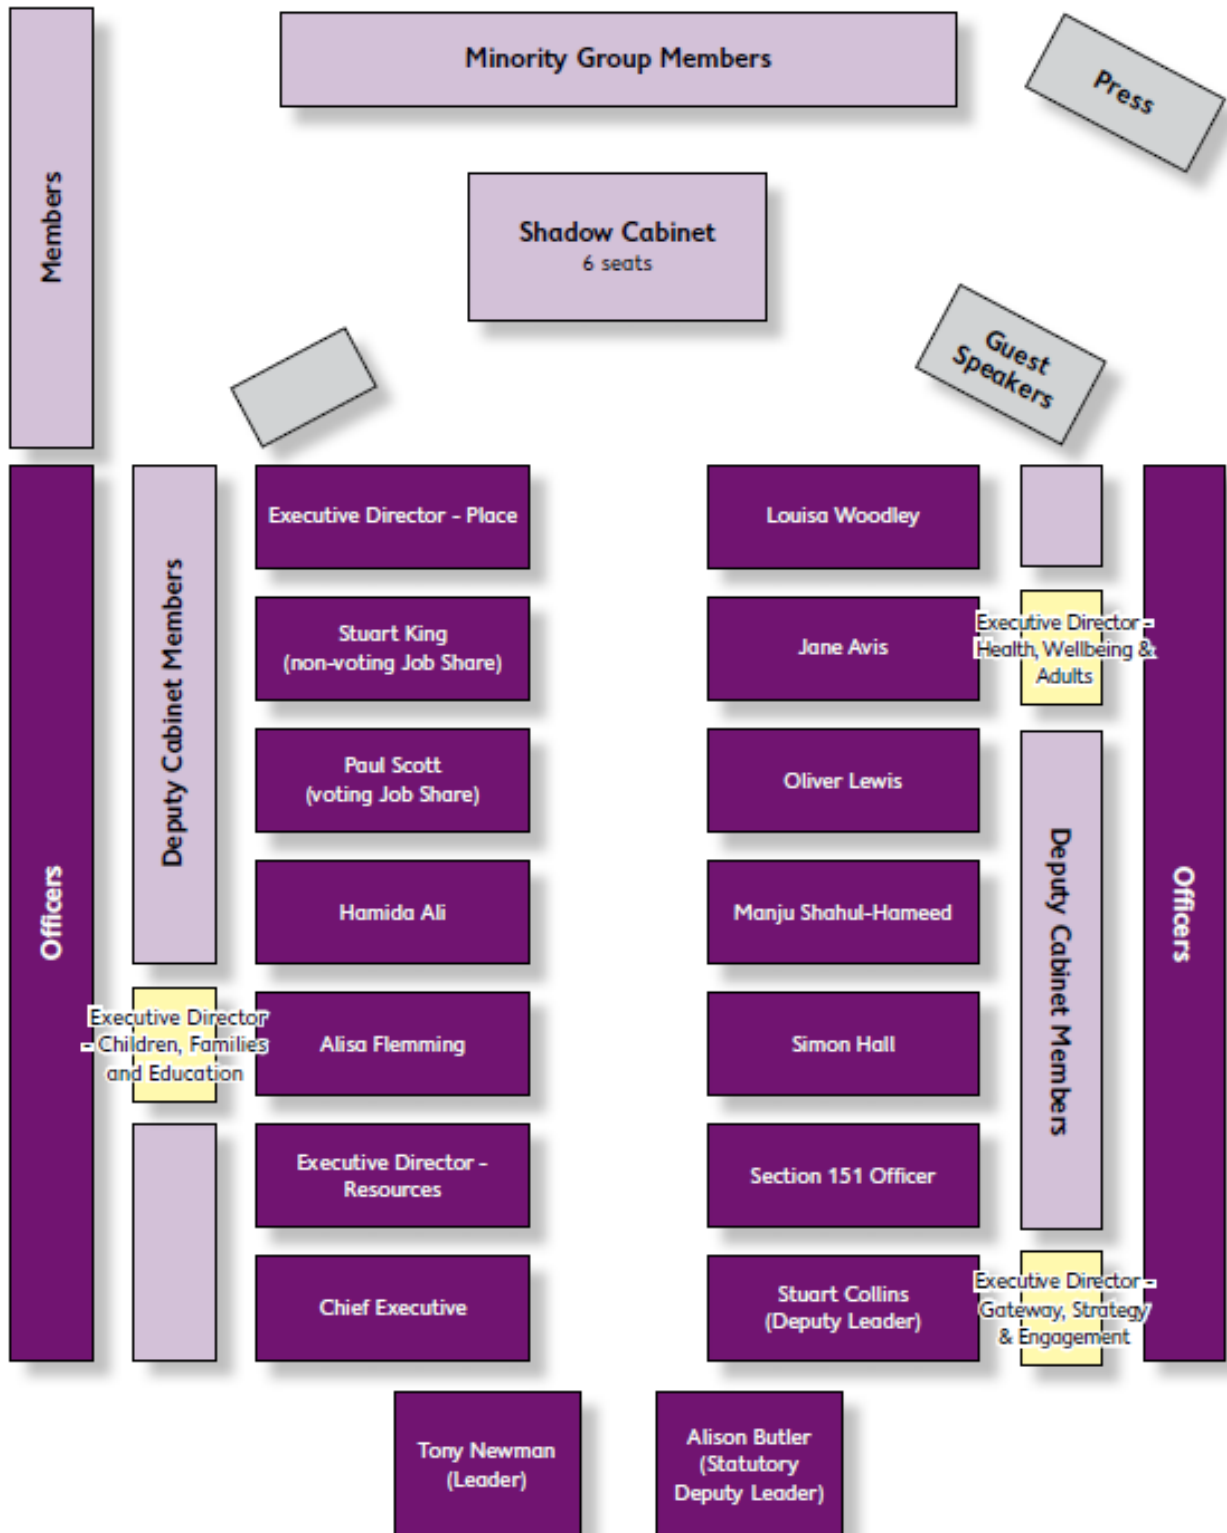 Minority Group Members
Press
Members
Shadow Cabinet
6 seats
Guest
Speakers
Officers
Deputy Cabinet Members
Executive Director - Place
Stuart King
(non-voting Job Share)
Paul Scott
(voting Job Share)
Hamida Ali
Executive Director
- Children, Families
and Education
Alisa Flemming
Executive Director -
Resources
Chief Executive
Louisa Woodley
Jane Avis
Executive Director -
Health, Wellbeing &
Adults
Oliver Lewis
Manju Shahul-Hameed
Simon Hall
Section 151 Officer
Stuart Collins
(Deputy Leader)
Deputy Cabinet Members
Executive Director -
Gateway, Strategy
& Engagement
Officers
Tony Newman
(Leader)
Alison Butler
(Statutory
Deputy Leader)